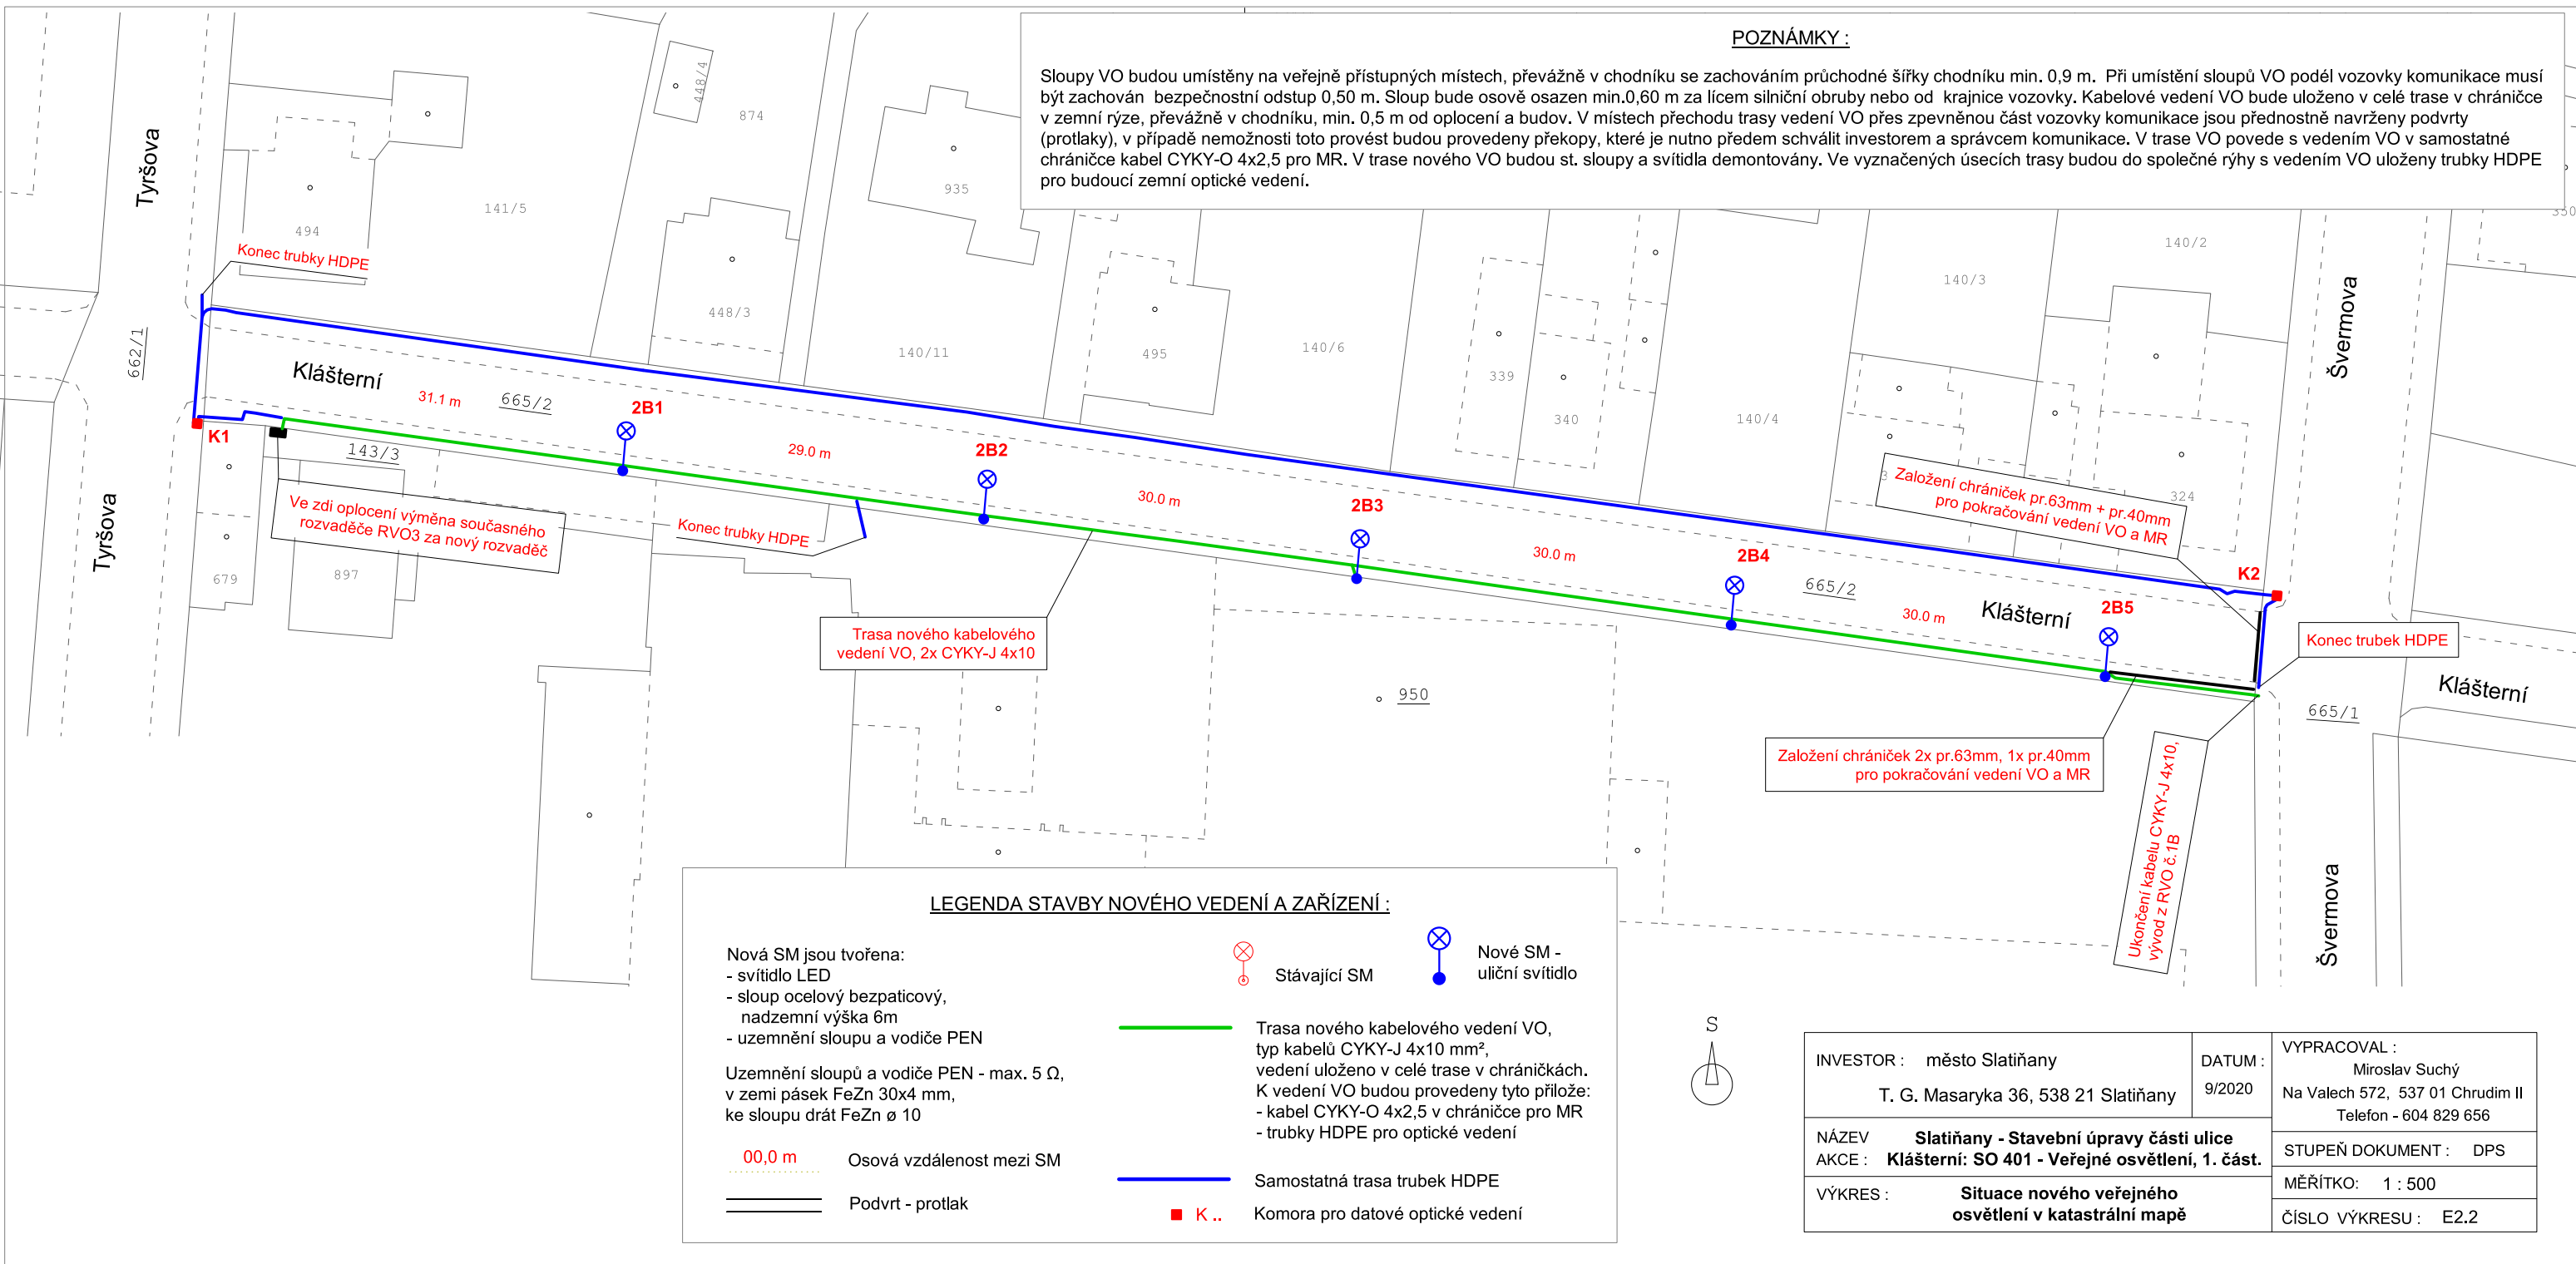 POZNÁMKY :
Sloupy VO budou umístěny na veřejně přístupných místech, převážně v chodníku se zachováním průchodné šířky chodníku min. 0,9 m. Při umístění sloupů VO podél vozovky komunikace musí
být zachován bezpečnostní odstup 0,50 m. Sloup bude osově osazen min.0,60 m za lícem silniční obruby nebo od krajnice vozovky. Kabelové vedení VO bude uloženo v celé trase v chráničce
v zemní rýze, převážně v chodníku, min. 0,5 m od oplocení a budov. V místech přechodu trasy vedení VO přes zpevněnou část vozovky komunikace jsou přednostně navrženy podvrty
(protlaky), v případě nemožnosti toto provést budou provedeny překopy, které je nutno předem schválit investorem a správcem komunikace. V trase VO povede s vedením VO v samostatné
chráničce kabel CYKY-O 4x2,5 pro MR. V trase nového VO budou st. sloupy a svítidla demontovány. Ve vyznačených úsecích trasy budou do společné rýhy s vedením VO uloženy trubky HDPE
pro budoucí zemní optické vedení.
Tyršova
448/4
874
935
141/5
494
350
140/2
140/3
Konec trubky HDPE
Švermova
448/3
662/1
140/11
495
140/6
339
340
140/4
324
Klášterní
31.1 m
665/2
2B1
K1
143/3
29.0 m
2B2
30.0 m
2B3
30.0 m
2B4
665/2
30.0 m
Klášterní
2B5
K2
Založení chrániček pr.63mm + pr.40mm
pro pokračování vedení VO a MR
Tyršova
Ve zdi oplocení výměna současného
rozvaděče RVO3 za nový rozvaděč
Konec trubky HDPE
679
897
Trasa nového kabelového
vedení VO, 2x CYKY-J 4x10
Konec trubek HDPE
Klášterní
665/1
950
Založení chrániček 2x pr.63mm, 1x pr.40mm
pro pokračování vedení VO a MR
Ukončení kabelu CYKY-J 4x10,
vývod z RVO č.1B
Švermova
LEGENDA STAVBY NOVÉHO VEDENÍ A ZAŘÍZENÍ :
Nová SM jsou tvořena:
- svítidlo LED
- sloup ocelový bezpaticový,
nadzemní výška 6m
- uzemnění sloupu a vodiče PEN
Uzemnění sloupů a vodiče PEN - max. 5 Ω,
v zemi pásek FeZn 30x4 mm,
ke sloupu drát FeZn ø 10
00,0 m
Osová vzdálenost mezi SM
Podvrt - protlak
Stávající SM
Nové SM -
uliční svítidlo
Trasa nového kabelového vedení VO,
typ kabelů CYKY-J 4x10 mm²,
vedení uloženo v celé trase v chráničkách.
K vedení VO budou provedeny tyto přilože:
- kabel CYKY-O 4x2,5 v chráničce pro MR
- trubky HDPE pro optické vedení
Samostatná trasa trubek HDPE
K ..
Komora pro datové optické vedení
S
INVESTOR : město Slatiňany
T. G. Masaryka 36, 538 21 Slatiňany
DATUM :
9/2020
VYPRACOVAL :
Miroslav Suchý
Na Valech 572, 537 01 Chrudim II
Telefon - 604 829 656
NÁZEV
AKCE :
Slatiňany - Stavební úpravy části ulice
Klášterní: SO 401 - Veřejné osvětlení, 1. část.
STUPEŇ DOKUMENT : DPS
MĚŘÍTKO: 1 : 500
VÝKRES :
Situace nového veřejného
osvětlení v katastrální mapě
ČÍSLO VÝKRESU : E2.2